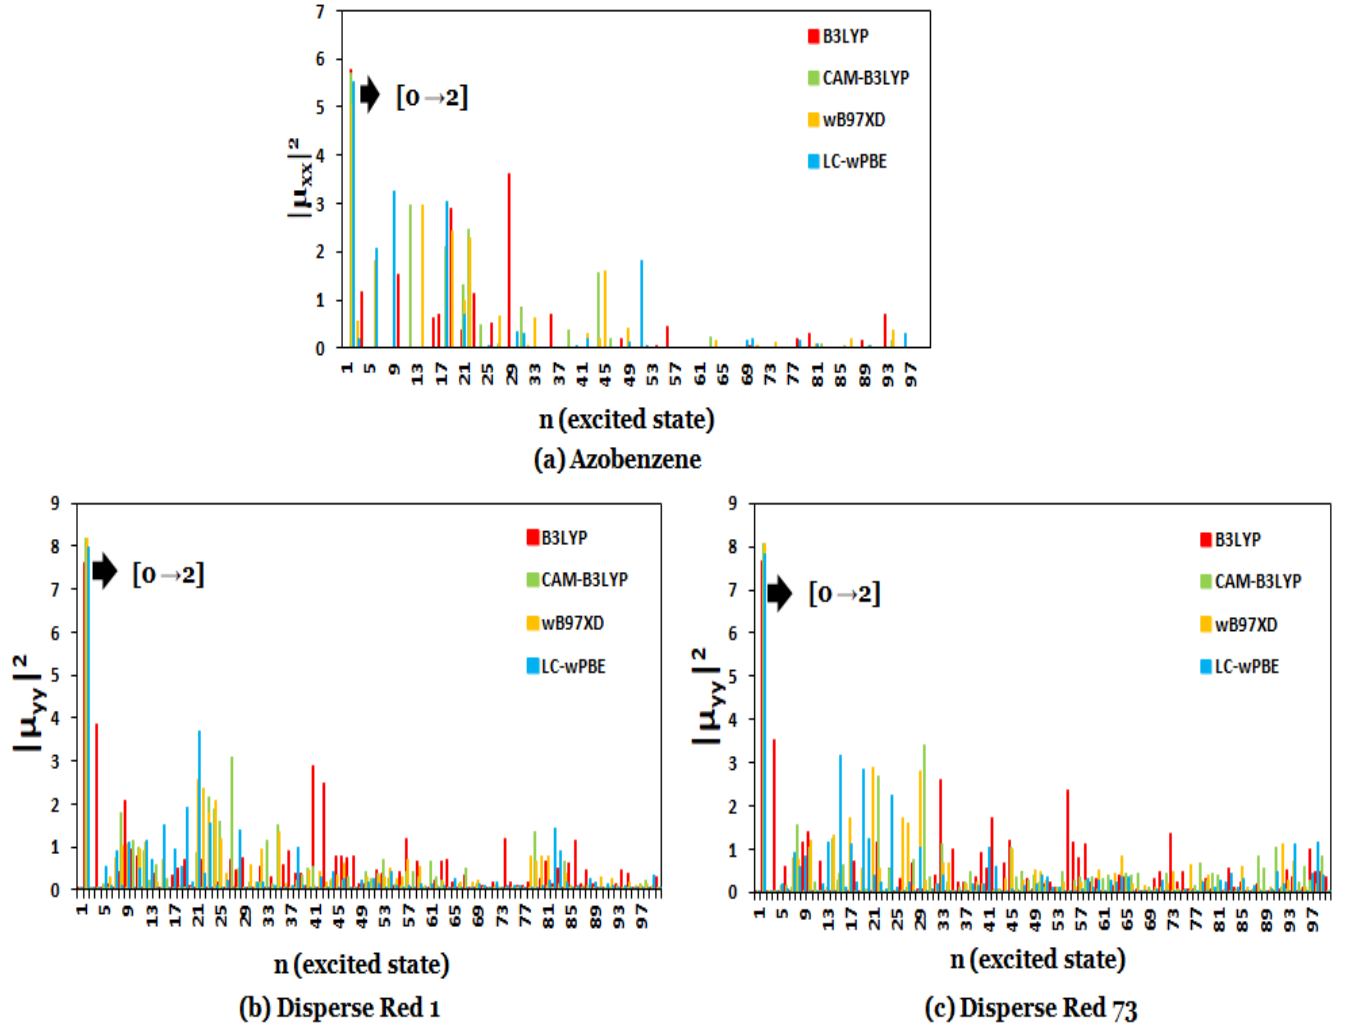 7
6
5
4
3
2
1
0
|μxx|²
B3LYP
CAM-B3LYP
wB97XD
LC-wPBE
[0→2]
1 5 9 13 17 21 25 29 33 37 41 45 49 53 57 61 65 69 73 77 81 85 89 93 97
n (excited state)
(a) Azobenzene
9
8
7
6
5
4
3
2
1
0
|μyy|²
B3LYP
CAM-B3LYP
wB97XD
LC-wPBE
[0→2]
1 5 9 13 17 21 25 29 33 37 41 45 49 53 57 61 65 69 73 77 81 85 89 93 97
n (excited state)
(b) Disperse Red 1
9
8
7
6
5
4
3
2
1
0
|μyy|²
B3LYP
CAM-B3LYP
wB97XD
LC-wPBE
[0→2]
1 5 9 13 17 21 25 29 33 37 41 45 49 53 57 61 65 69 73 77 81 85 89 93 97
n (excited state)
(c) Disperse Red 73